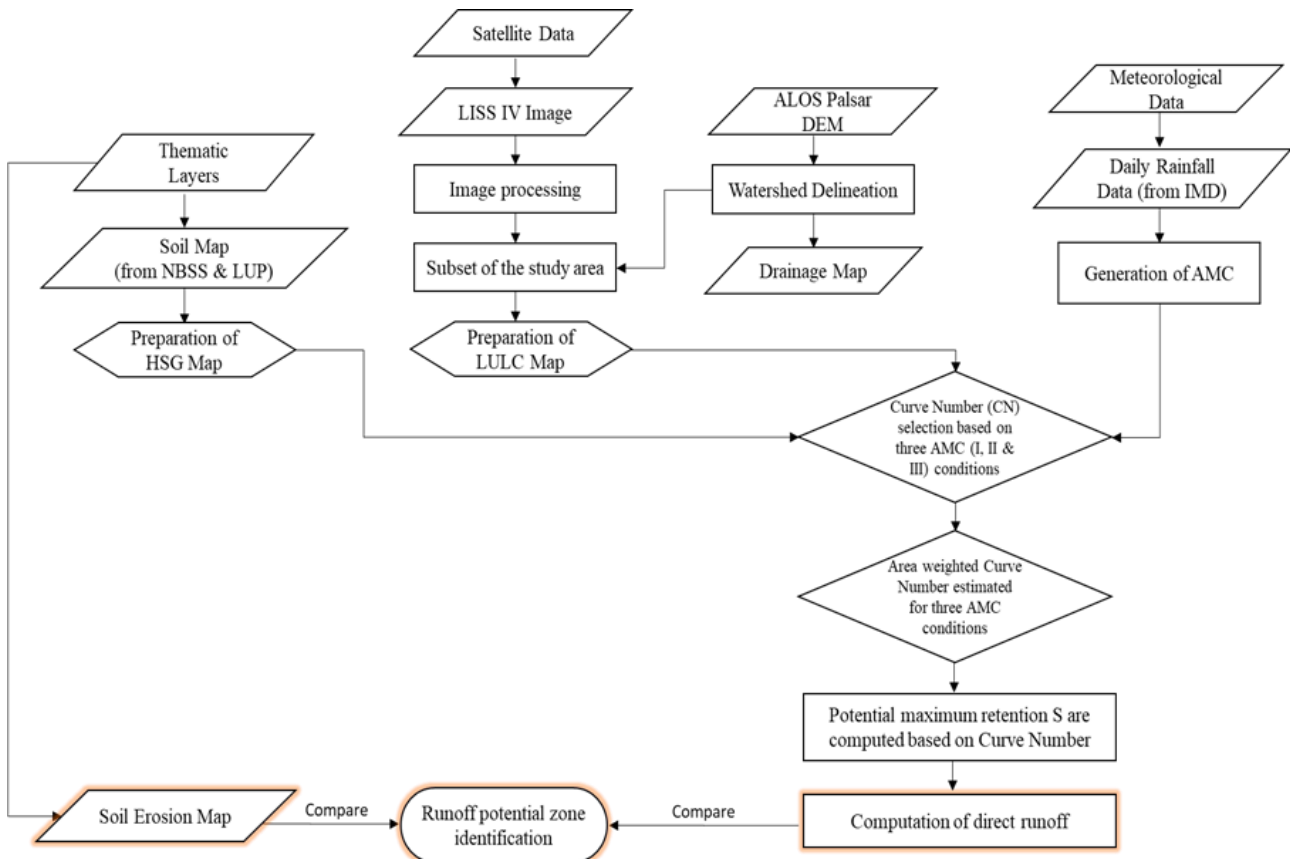 Satellite Data
LISS IV Image
Image processing
Subset of the study area
Preparation of
LULC Map
ALOS Palsar
DEM
Watershed Delineation
Drainage Map
Meteorological
Data
Daily Rainfall
Data (from IMD)
Generation of AMC
Thematic
Layers
Soil Map
(from NBSS & LUP)
Preparation of
HSG Map
Curve Number (CN)
selection based on
three AMC (I, II &
III) conditions
Area weighted Curve
Number estimated
for three AMC
conditions
Potential maximum retention S are
computed based on Curve Number
Soil Erosion Map
Compare
Runoff potential zone
identification
Compare
Computation of direct runoff